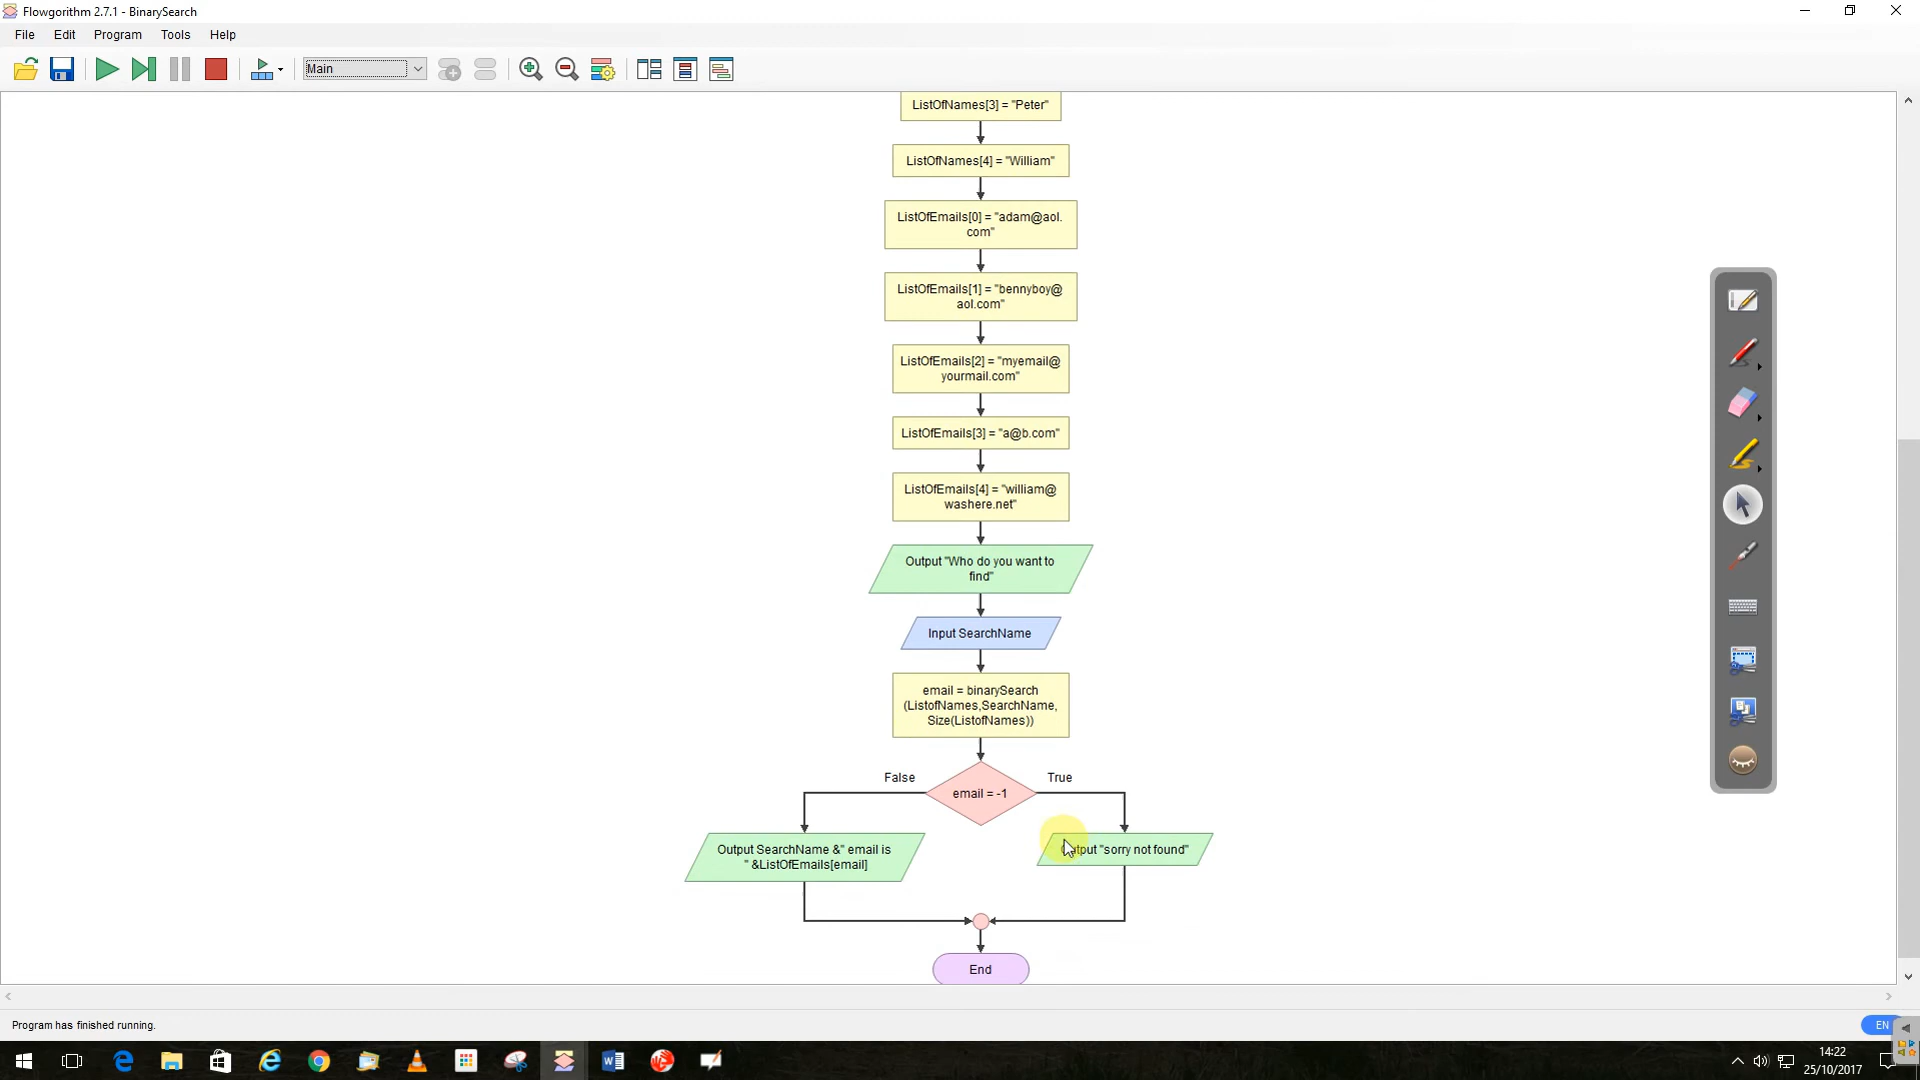 Flowgorithm 2.7.1 - BinarySearch
File Edit Program Tools Help
Main
ListOfNames[3] = "Peter"
ListOfNames[4] = "William"
ListOfEmails[0] = "adam@aol.
com"
ListOfEmails[1] = "bennyboy@
aol.com"
ListOfEmails[2] = "myemail@
yourmail.com"
ListOfEmails[3] = "a@b.com"
ListOfEmails[4] = "william@
washere.net"
Output "Who do you want to
find"
Input SearchName
email = binarySearch
(ListofNames,SearchName,
Size(ListofNames))
False
True
email = -1
Output SearchName &" email is
" &ListOfEmails[email]
Output "sorry not found"
End
Program has finished running.
EN
14:22
25/10/2017